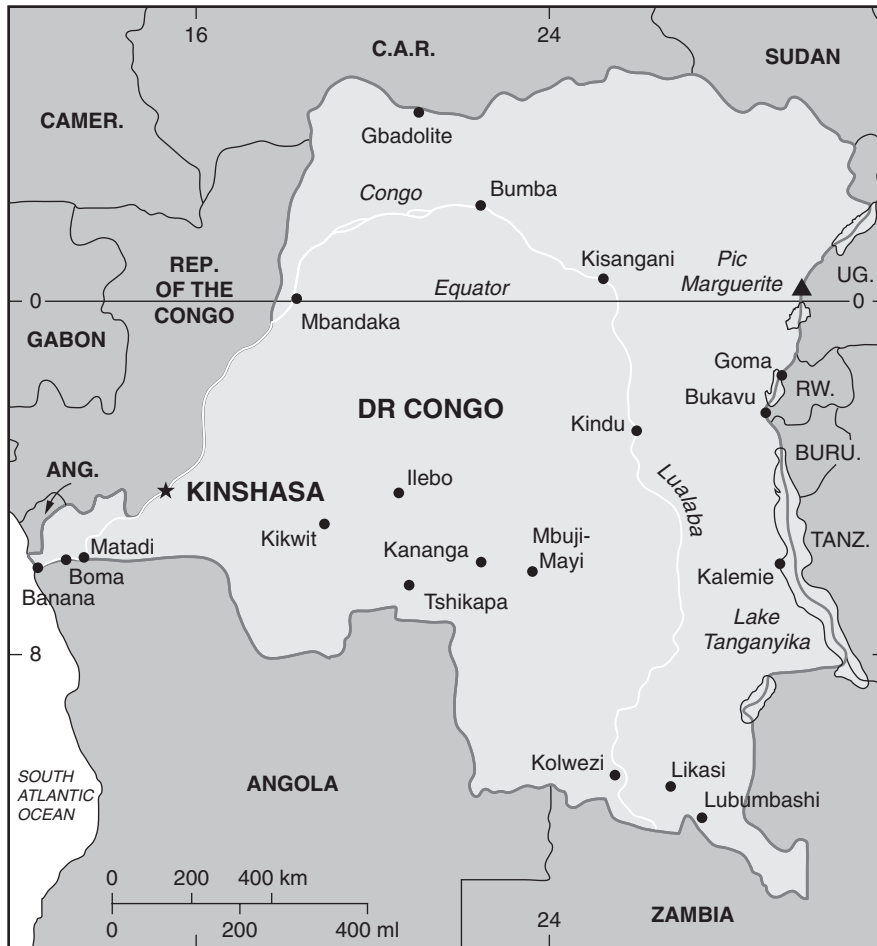 16
24
C.A.R.
SUDAN
CAMER.
Gbadolite
Congo
Bumba
REP.
OF THE
CONGO
Kisangani
Pic
Marguerite
UG.
0
Equator
0
Mbandaka
GABON
Goma
RW.
DR CONGO
Bukavu
Kindu
BURU.
ANG.
KINSHASA
Ilebo
Lualaba
Kikwit
Kananga
Mbuji-
Mayi
TANZ.
Matadi
Boma
Banana
Tshikapa
Kalemie
Lake
Tanganyika
8
Kolwezi
Likasi
Lubumbashi
SOUTH
ATLANTIC
OCEAN
ANGOLA
0 200 400 km
0 200 400 ml
24
ZAMBIA